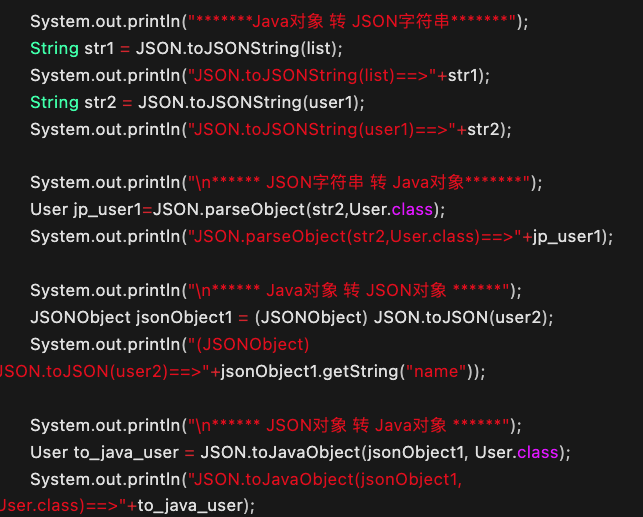 System.out.println("*******Java对象 转 JSON字符串*******");
String str1 = JSON.toJSONString(list);
System.out.println("JSON.toJSONString(list)==>"+str1);
String str2 = JSON.toJSONString(user1);
System.out.println("JSON.toJSONString(user1)==>"+str2);
System.out.println("\n****** JSON字符串 转 Java对象*******");
User jp_user1=JSON.parseObject(str2,User.class);
System.out.println("JSON.parseObject(str2,User.class)==>"+jp_user1);
System.out.println("\n****** Java对象 转 JSON对象 ******");
JSONObject jsonObject1 = (JSONObject) JSON.toJSON(user2);
System.out.println("(JSONObject)
JSON.toJSON(user2)==>"+jsonObject1.getString("name"));
System.out.println("\n****** JSON对象 转 Java对象 ******");
User to_java_user = JSON.toJavaObject(jsonObject1, User.class);
System.out.println("JSON.toJavaObject(jsonObject1,
User.class)==>"+to_java_user);